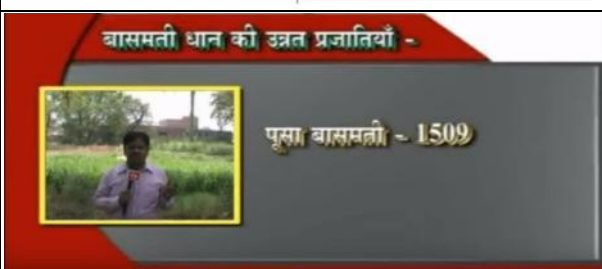 बासमती धान की उन्नत प्रजातियाँ -
पूसा बासमती - 1509